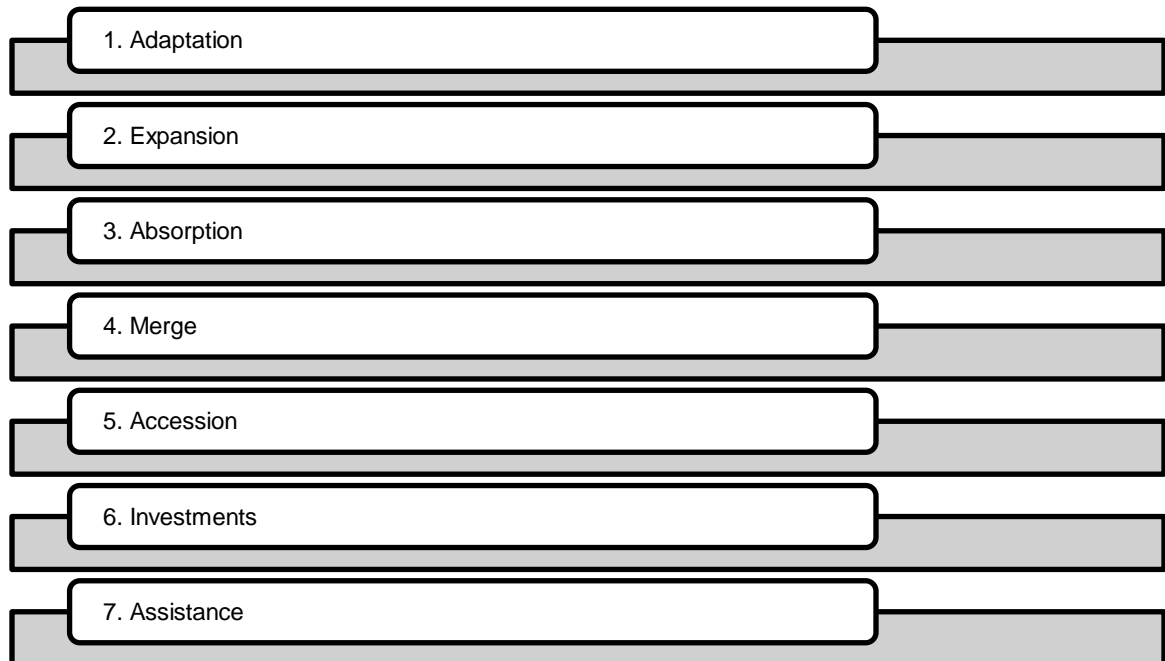 1. Adaptation
2. Expansion
3. Absorption
4. Merge
5. Accession
6. Investments
7. Assistance